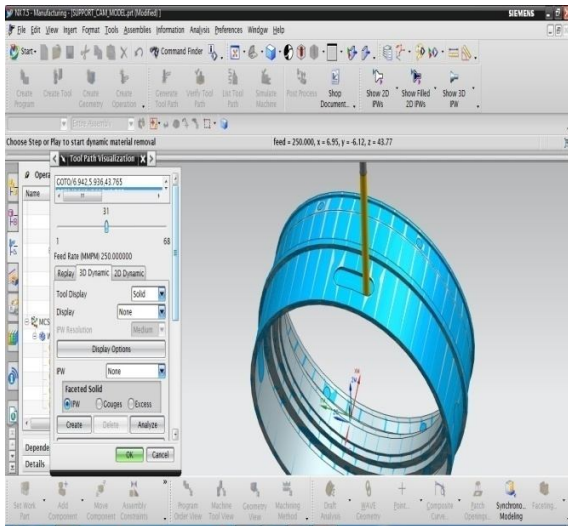 NX 7.5 - Manufacturing - [SUPPORT_CAM_MODEL.prt (Modified) ]
SIEMENS
File Edit View Insert Format Tools Assemblies Information Analysis Preferences Window Help
Start Command Finder
Create Program
Create Tool
Create Geometry
Create Operation
Generate Tool Path
Verify Tool Path
List Tool Path
Simulate Machine
Post Process
Shop Document..
Show 2D IPWs
Show Filled 2D IPWs
Show 3D IPW
Entire Assembly
Choose Step or Play to start dynamic material removal
feed = 250.000, x = 6.95, y = -6.12, z = 43.77
Tool Path Visualization
Opera
Name
GOTO/6.942,5.936,43.765
31
1 68
Feed Rate (MMPM) 250.000000
Replay 3D Dynamic 2D Dynamic
Tool Display Solid
Display None
IPW Resolution Medium
Display Options
IPW None
Faceted Solid
IPW Gouges Excess
Create Delete Analyze
OK Cancel
MCS
Depende
Details
Set Work Part
Add Component
Move Component
Assembly Constraints
Program Order View
Machine Tool View
Geometry View
Machining Method
Draft Analysis
WAVE Geometry
Point...
Composite Curve...
Patch Openings...
Synchrono... Modeling
Faceting...